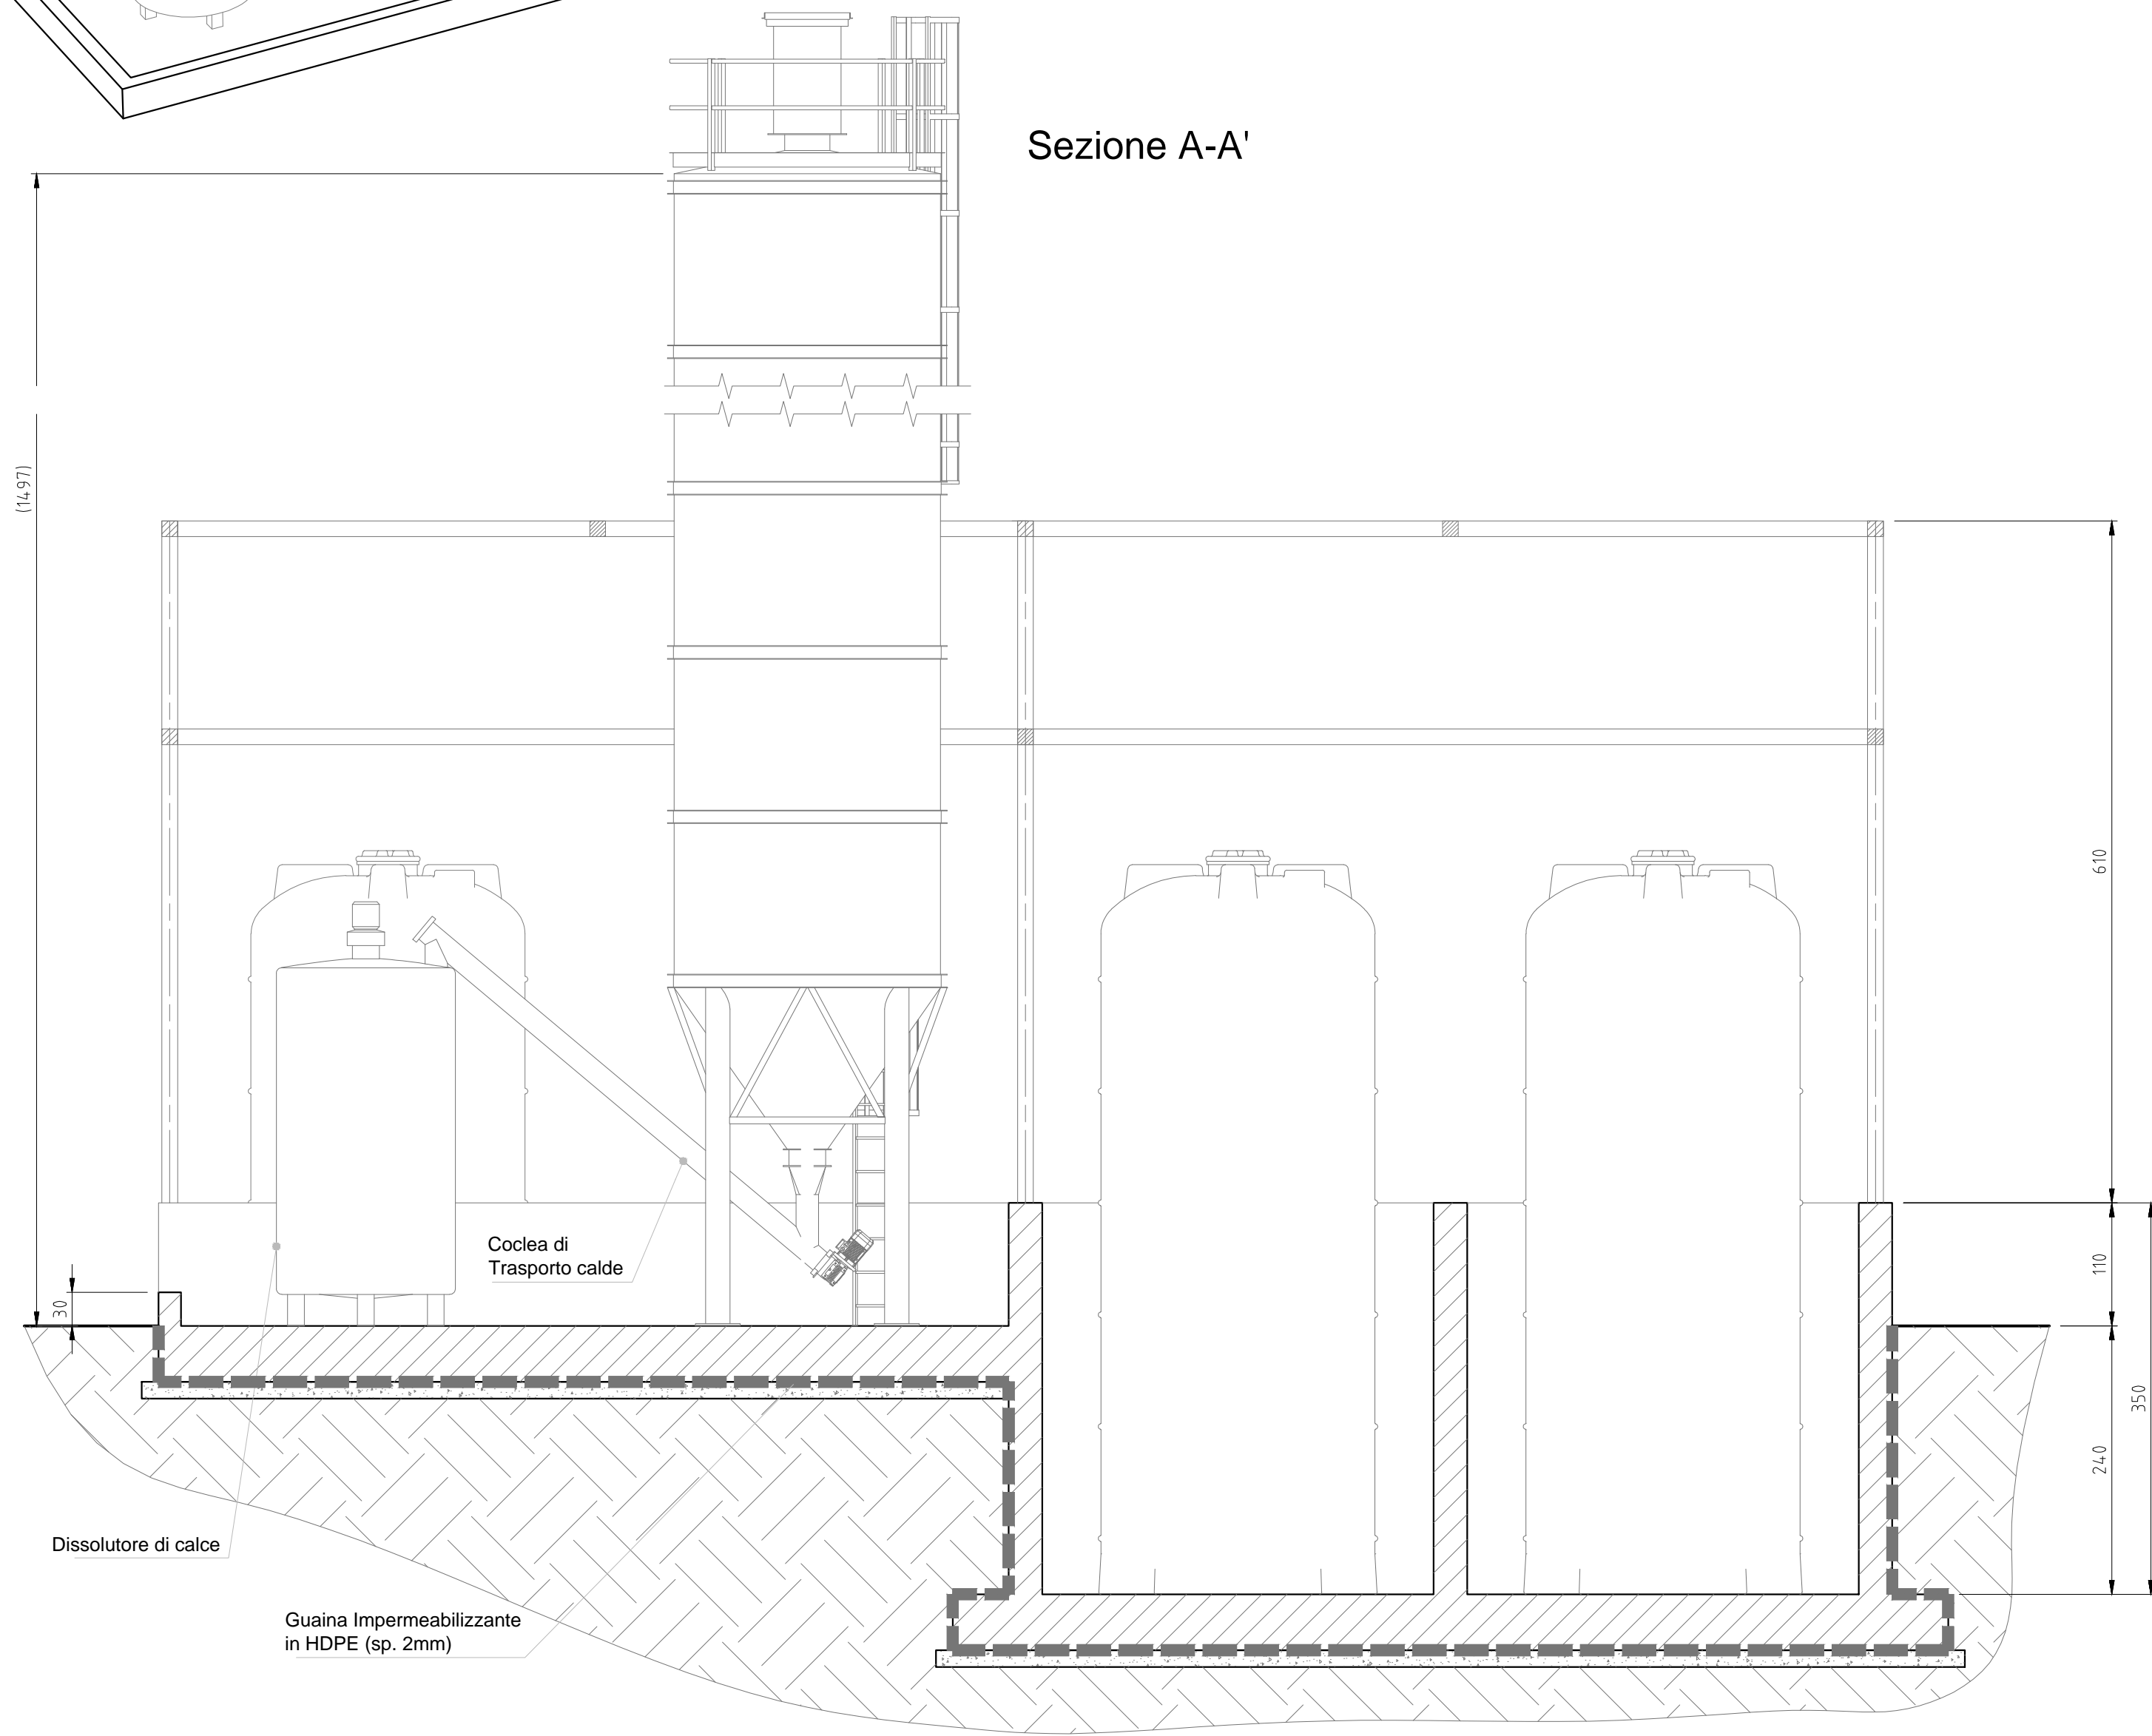 Sezione A-A'
(1497)
610
Coclea di
Trasporto calde
110
30
350
240
Dissolutore di calce
Guaina Impermeabilizzante
in HDPE (sp. 2mm)